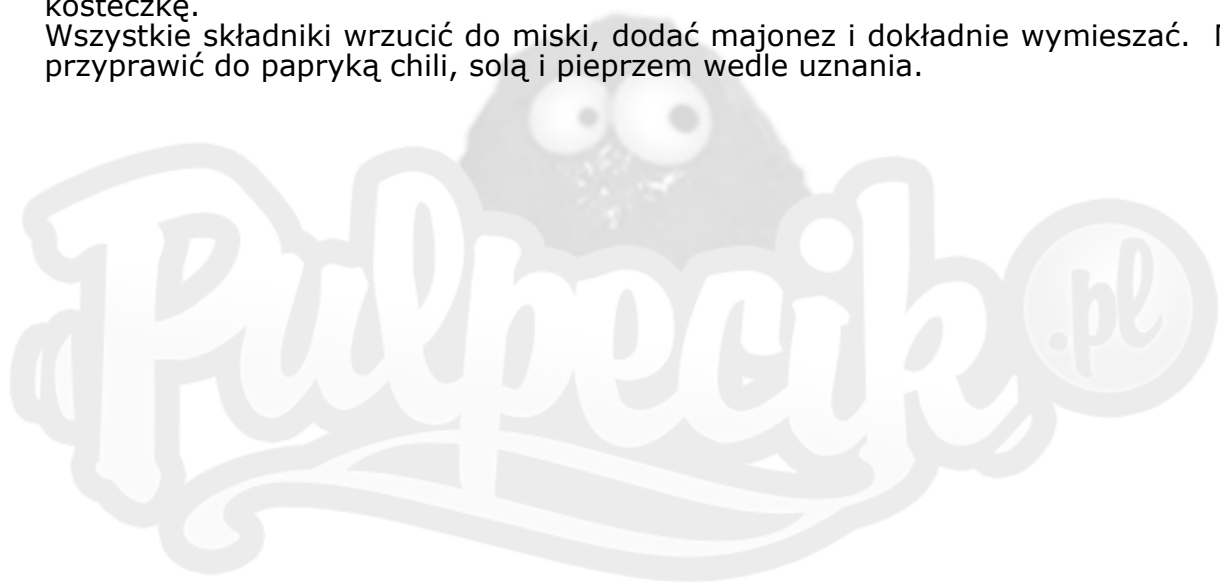 kosteczkę.
Wszystkie składniki wrzucić do miski, dodać majonez i dokładnie wymieszać.
przyprawić do papryką chili, solą i pieprzem wedle uznania.
Pulpecik .pl